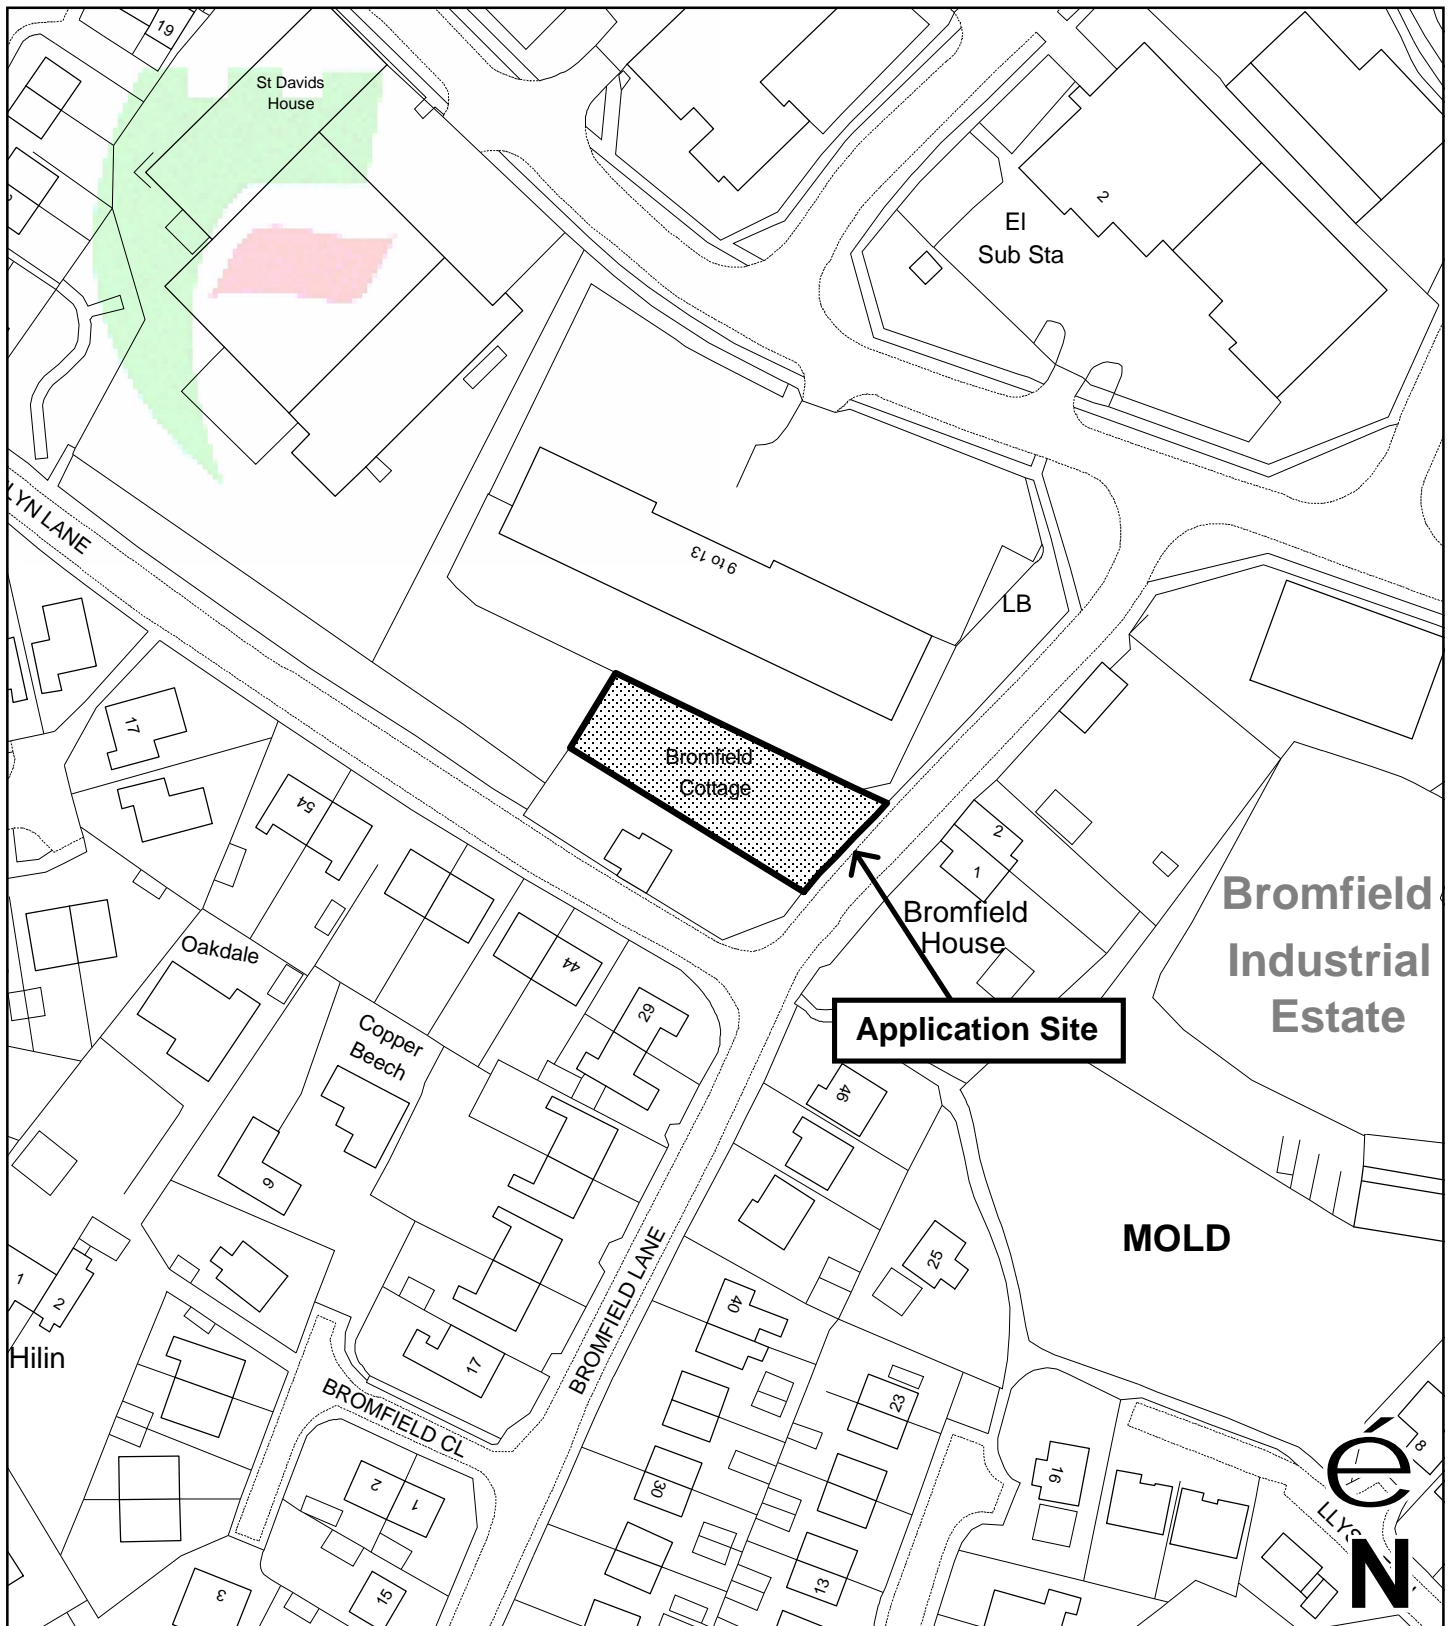 19
St Davids
House
2
El
Sub Sta
LYN LANE
9 to 13
LB
17
Bromfield
Cottage
54
2
1
Bromfield
House
Bromfield
Industrial
Estate
Oakdale
44
29
Application Site
Copper
Beech
46
9
MOLD
25
1
2
40
Hilin
BROMFIELD LANE
17
23
BROMFIELD CL
8
é
16
2
1
30
LLYS
N
13
3
15